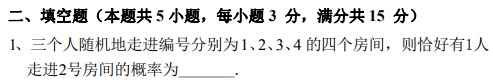 二、填空题（本题共 5 小题，每小题 3 分，满分共 15 分）
1、三个人随机地走进编号分别为1、2、3、4 的四个房间，则恰好有1人
走进2号房间的概率为_______.